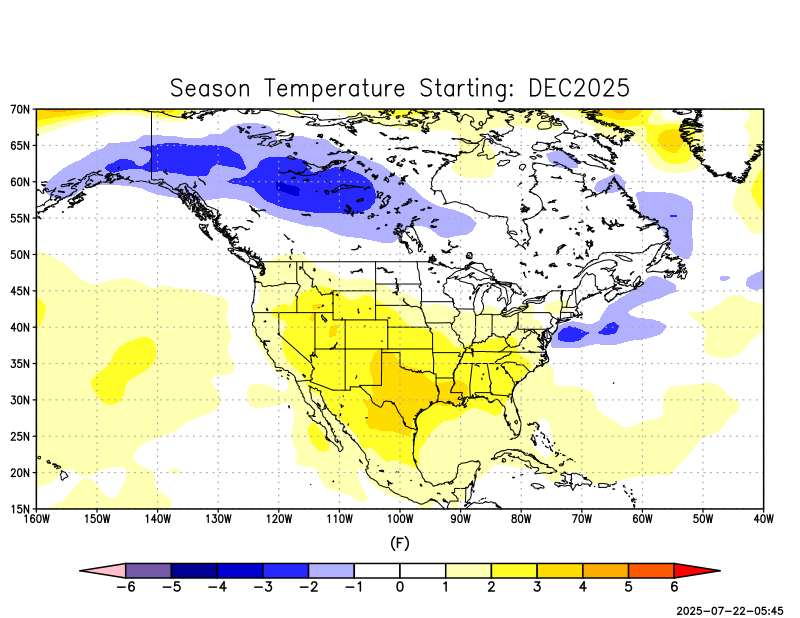 Season Temperature Starting: DEC2025
70N
65N
60N
55N
50N
45N
40N
35N
30N
25N
20N
15N
160W 150W 140W 130W 120W 110W 100W 90W 80W 70W 60W 50W 40W
(F)
−6 −5 −4 −3 −2 −1 0 1 2 3 4 5 6
2025-07-22-05:45